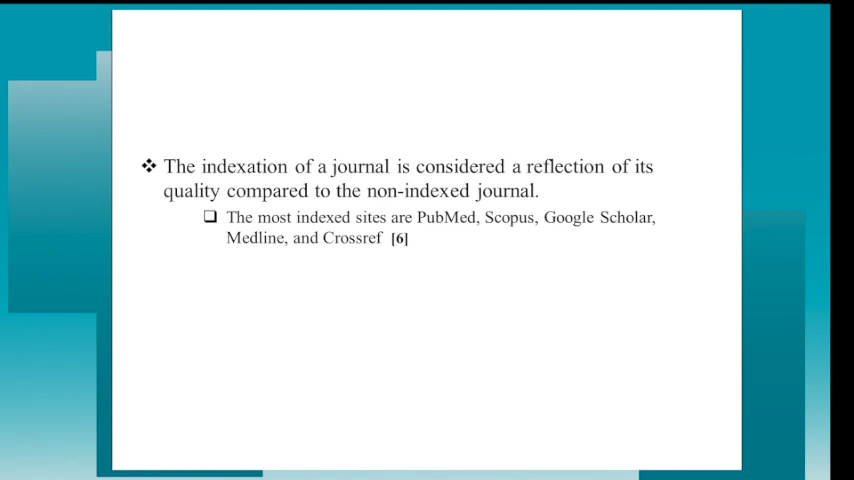 ❖ The indexation of a journal is considered a reflection of its
quality compared to the non-indexed journal.
❑ The most indexed sites are PubMed, Scopus, Google Scholar,
Medline, and Crossref [6]